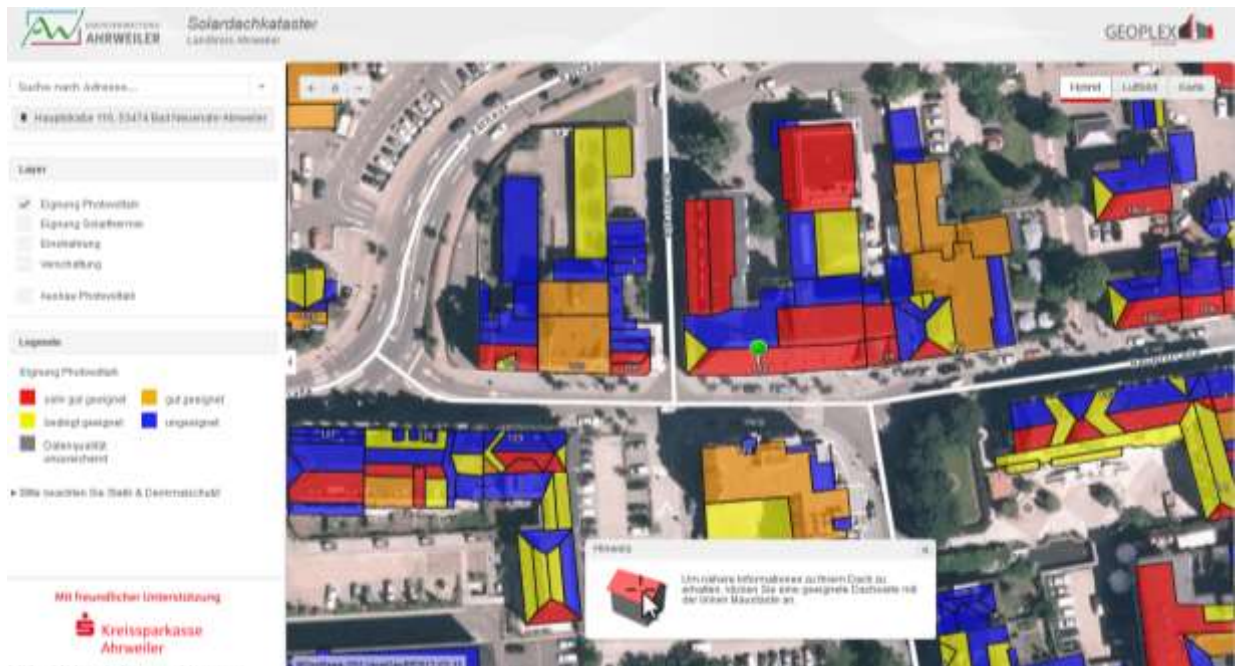 KREISVERWALTUNG
AHRWEILER
Solardachkataster
Landkreis Ahrweiler
GEOPLEX
Suche nach Adresse...
53474 Bad Neuenahr-Ahrweiler
Layer
Eignung Photovoltaik
Eignung Solarthermie
Einstrahlung
Verschattung
Ausbau Photovoltaik
Legende
Eignung Photovoltaik
sehr gut geeignet
gut geeignet
bedingt geeignet
ungeeignet
Datenqualität
unzureichend
Bitte beachten Sie Statik & Denkmalschutz!
Mit freundlicher Unterstützung
Kreissparkasse
Ahrweiler
Hybrid
Luftbild
Karte
Hinweis
Um nähere Informationen zu Ihrem Dach zu
erhalten, klicken Sie eine geeignete Dachseite mit
der linken Maustaste an.